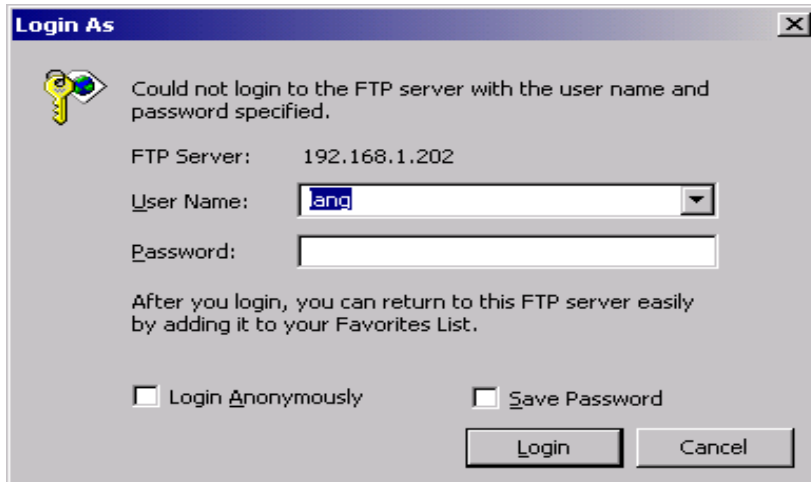 Login As
Could not login to the FTP server with the user name and
password specified.
FTP Server: 192.168.1.202
User Name: lang
Password:
After you login, you can return to this FTP server easily
by adding it to your Favorites List.
Login Anonymously Save Password
Login Cancel